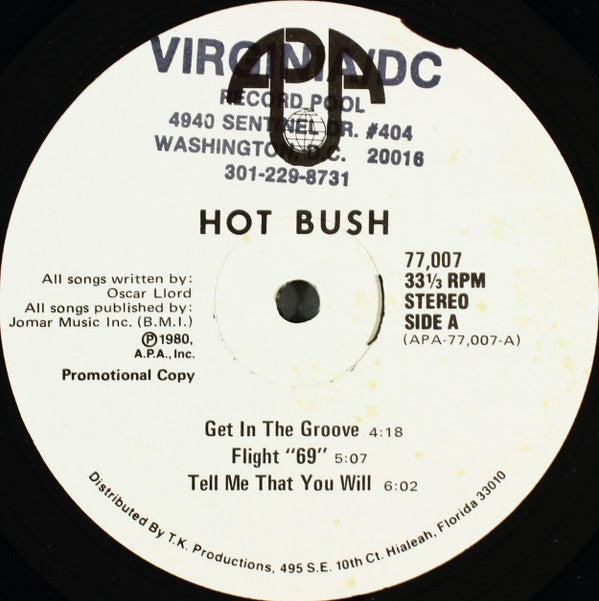 APA
VIRGINIA/DC
RECORD POOL
4940 SENTINEL DR. #404
WASHINGTON, D.C. 20016
301-229-8731
HOT BUSH
All songs written by:
Oscar Llord
All songs published by:
Jomar Music Inc. (B.M.I.)
℗1980,
A.P.A., Inc.
Promotional Copy
77,007
33⅓ RPM
STEREO
SIDE A
(APA-77,007-A)
Get In The Groove 4:18
Flight "69" 5:07
Tell Me That You Will 6:02
Distributed By T.K. Productions, 495 S.E. 10th Ct. Hialeah, Florida 33010